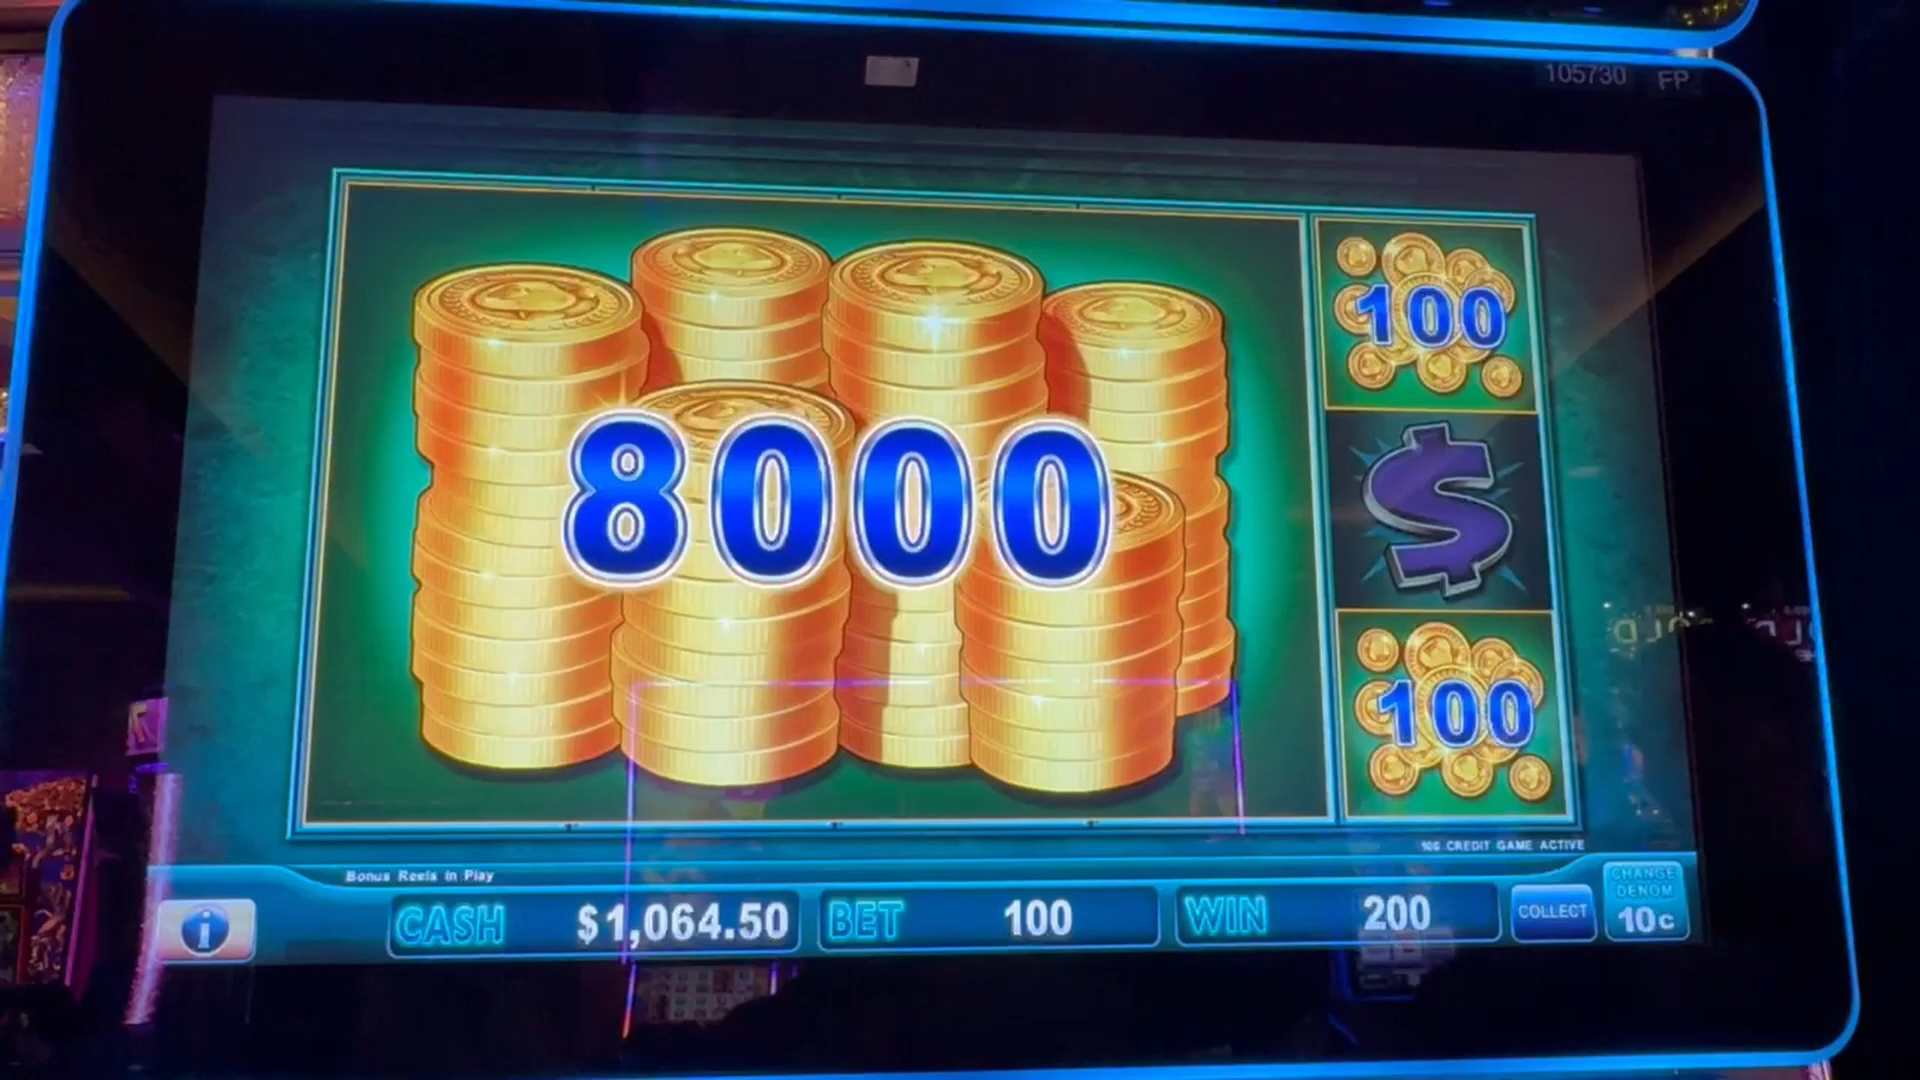 105730 FP
100
8000
100
100 CREDIT GAME ACTIVE
Bonus Reels in Play
CHANGE DENOM 10c
CASH $1,064.50 BET 100 WIN 200 COLLECT